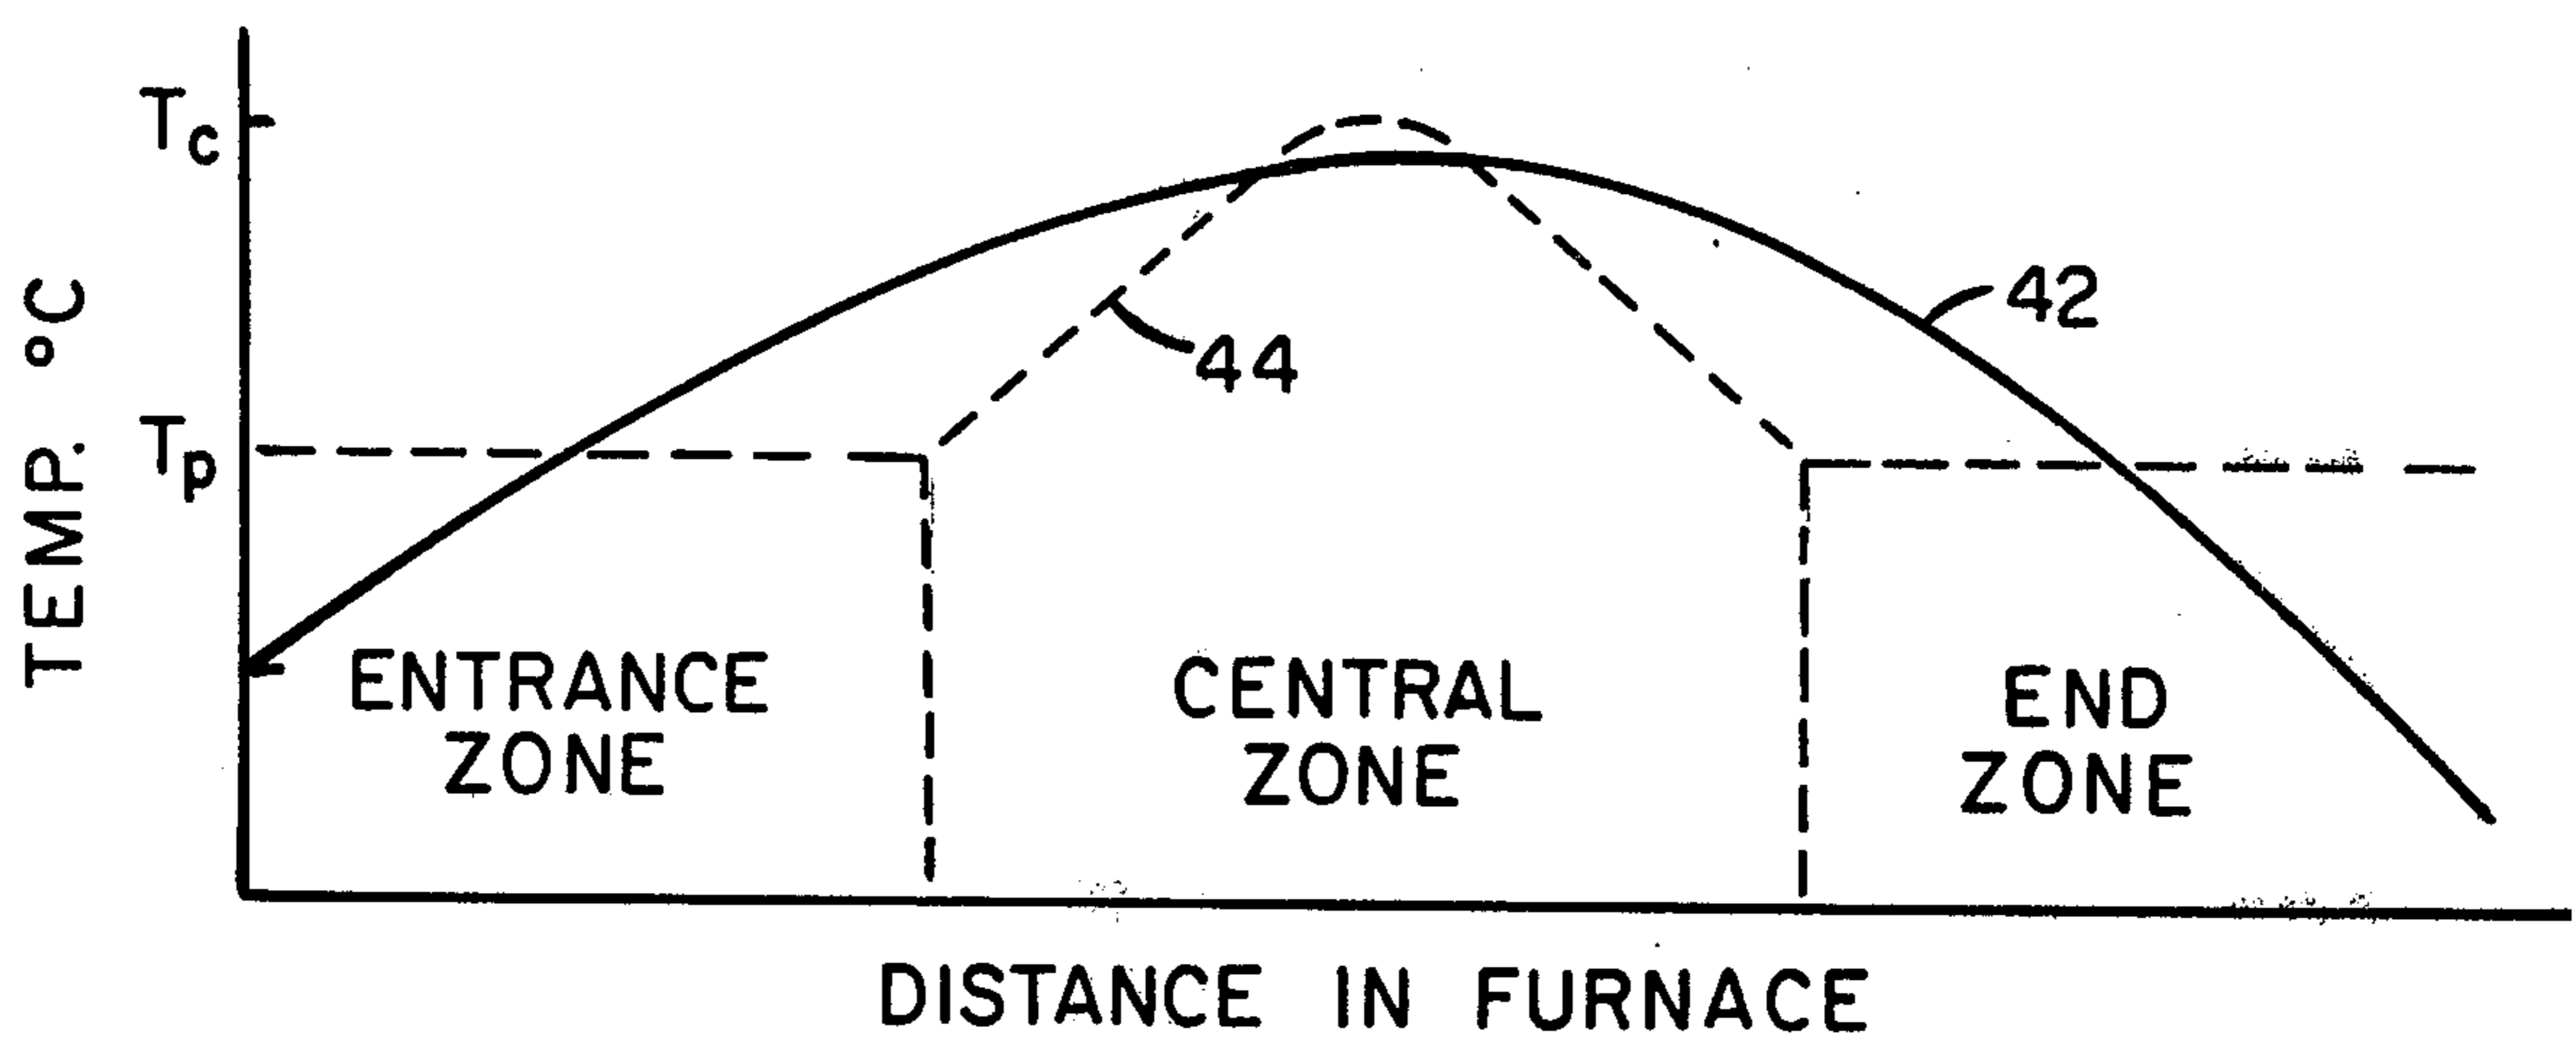 Tc
Tp
TEMP. °C
44
42
ENTRANCE
ZONE
CENTRAL
ZONE
END
ZONE
DISTANCE IN FURNACE